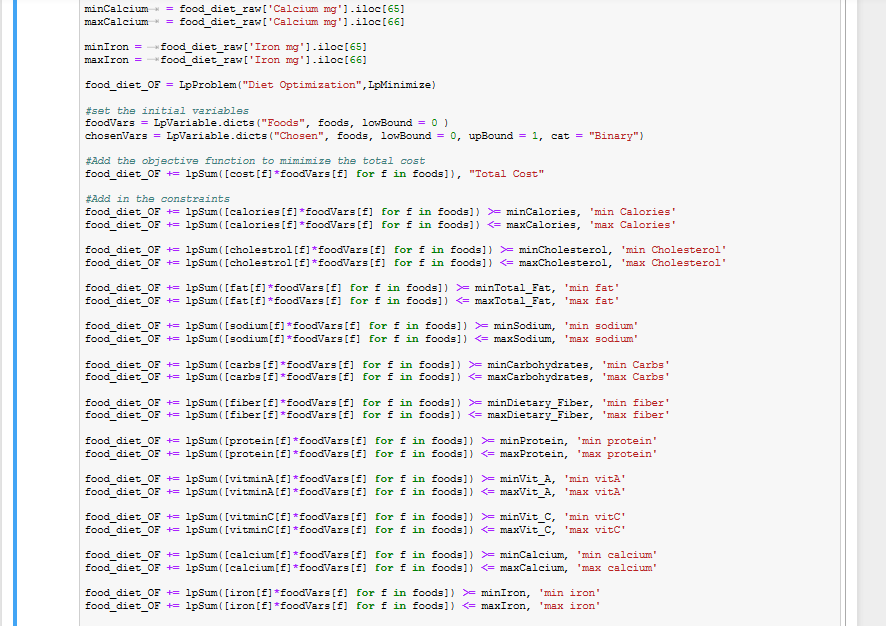 minCalcium = food_diet_raw['Calcium mg'].iloc[65]
maxCalcium = food_diet_raw['Calcium mg'].iloc[66]
minIron = food_diet_raw['Iron mg'].iloc[65]
maxIron = food_diet_raw['Iron mg'].iloc[66]
food_diet_OF = LpProblem("Diet Optimization",LpMinimize)
#set the initial variables
foodVars = LpVariable.dicts("Foods", foods, lowBound = 0 )
chosenVars = LpVariable.dicts("Chosen", foods, lowBound = 0, upBound = 1, cat = "Binary")
#Add the objective function to mimimize the total cost
food_diet_OF += lpSum([cost[f]*foodVars[f] for f in foods]), "Total Cost"
#Add in the constraints
food_diet_OF += lpSum([calories[f]*foodVars[f] for f in foods]) >= minCalories, 'min Calories'
food_diet_OF += lpSum([calories[f]*foodVars[f] for f in foods]) <= maxCalories, 'max Calories'
food_diet_OF += lpSum([cholestrol[f]*foodVars[f] for f in foods]) >= minCholesterol, 'min Cholesterol'
food_diet_OF += lpSum([cholestrol[f]*foodVars[f] for f in foods]) <= maxCholesterol, 'max Cholesterol'
food_diet_OF += lpSum([fat[f]*foodVars[f] for f in foods]) >= minTotal_Fat, 'min fat'
food_diet_OF += lpSum([fat[f]*foodVars[f] for f in foods]) <= maxTotal_Fat, 'max fat'
food_diet_OF += lpSum([sodium[f]*foodVars[f] for f in foods]) >= minSodium, 'min sodium'
food_diet_OF += lpSum([sodium[f]*foodVars[f] for f in foods]) <= maxSodium, 'max sodium'
food_diet_OF += lpSum([carbs[f]*foodVars[f] for f in foods]) >= minCarbohydrates, 'min Carbs'
food_diet_OF += lpSum([carbs[f]*foodVars[f] for f in foods]) <= maxCarbohydrates, 'max Carbs'
food_diet_OF += lpSum([fiber[f]*foodVars[f] for f in foods]) >= minDietary_Fiber, 'min fiber'
food_diet_OF += lpSum([fiber[f]*foodVars[f] for f in foods]) <= maxDietary_Fiber, 'max fiber'
food_diet_OF += lpSum([protein[f]*foodVars[f] for f in foods]) >= minProtein, 'min protein'
food_diet_OF += lpSum([protein[f]*foodVars[f] for f in foods]) <= maxProtein, 'max protein'
food_diet_OF += lpSum([vitminA[f]*foodVars[f] for f in foods]) >= minVit_A, 'min vitA'
food_diet_OF += lpSum([vitminA[f]*foodVars[f] for f in foods]) <= maxVit_A, 'max vitA'
food_diet_OF += lpSum([vitminC[f]*foodVars[f] for f in foods]) >= minVit_C, 'min vitC'
food_diet_OF += lpSum([vitminC[f]*foodVars[f] for f in foods]) <= maxVit_C, 'max vitC'
food_diet_OF += lpSum([calcium[f]*foodVars[f] for f in foods]) >= minCalcium, 'min calcium'
food_diet_OF += lpSum([calcium[f]*foodVars[f] for f in foods]) <= maxCalcium, 'max calcium'
food_diet_OF += lpSum([iron[f]*foodVars[f] for f in foods]) >= minIron, 'min iron'
food_diet_OF += lpSum([iron[f]*foodVars[f] for f in foods]) <= maxIron, 'max iron'